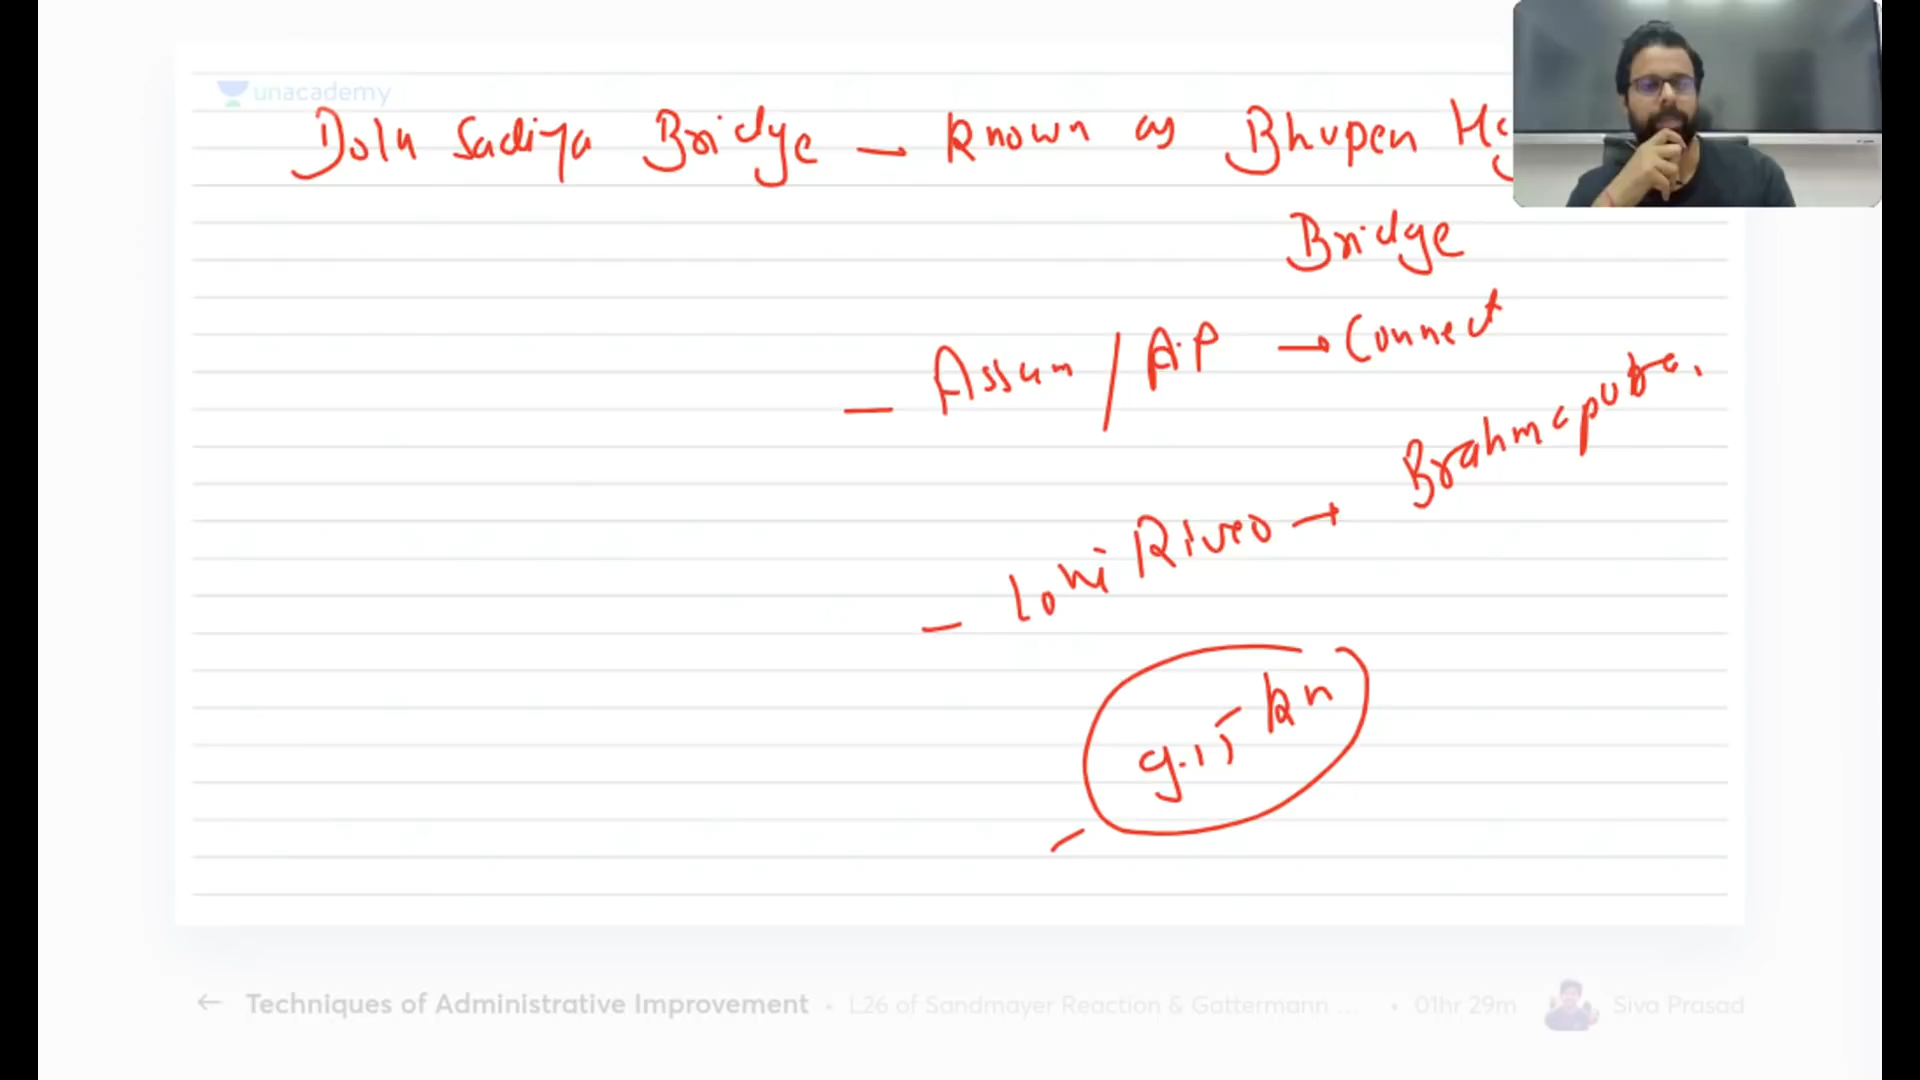 unacademy
Dola Sadiya Bridge - known as Bhupen
Bridge
- Assam / A.P → Connect
- Lohi River → Brahmaputra.
- 9.15 km
← Techniques of Administrative Improvement • L26 of Sandmayer Reaction & Gattermann ... • 01hr 29m Siva Prasad